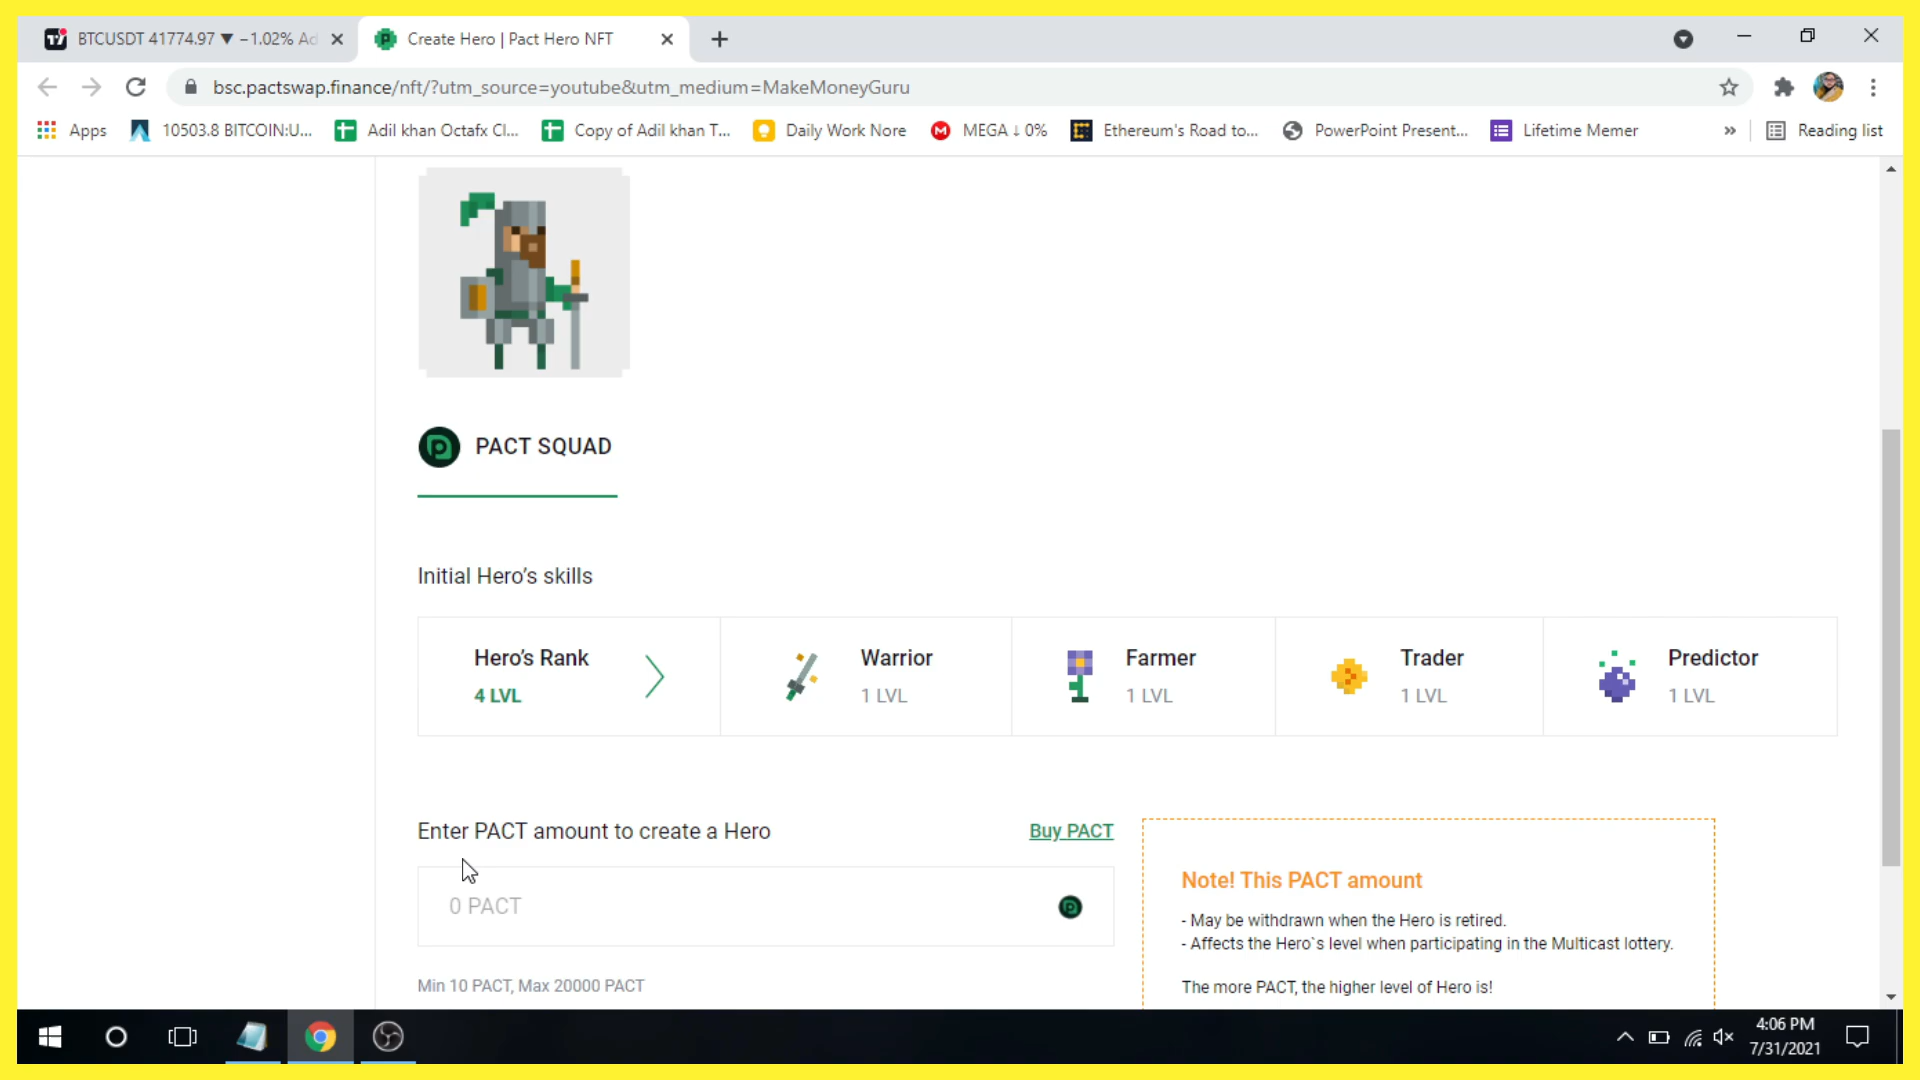 BTCUSDT 41774.97 ▼ −1.02% Ad
Create Hero | Pact Hero NFT
bsc.pactswap.finance/nft/?utm_source=youtube&utm_medium=MakeMoneyGuru
Apps
10503.8 BITCOIN:U...
Adil khan Octafx Cl...
Copy of Adil khan T...
Daily Work Nore
MEGA ↓ 0%
Ethereum's Road to...
PowerPoint Present...
Lifetime Memer
»
Reading list
PACT SQUAD
Initial Hero’s skills
Hero’s Rank
4 LVL
Warrior
1 LVL
Farmer
1 LVL
Trader
1 LVL
Predictor
1 LVL
Enter PACT amount to create a Hero
Buy PACT
0 PACT
Min 10 PACT, Max 20000 PACT
Note! This PACT amount
- May be withdrawn when the Hero is retired.
- Affects the Hero`s level when participating in the Multicast lottery.
The more PACT, the higher level of Hero is!
4:06 PM
7/31/2021